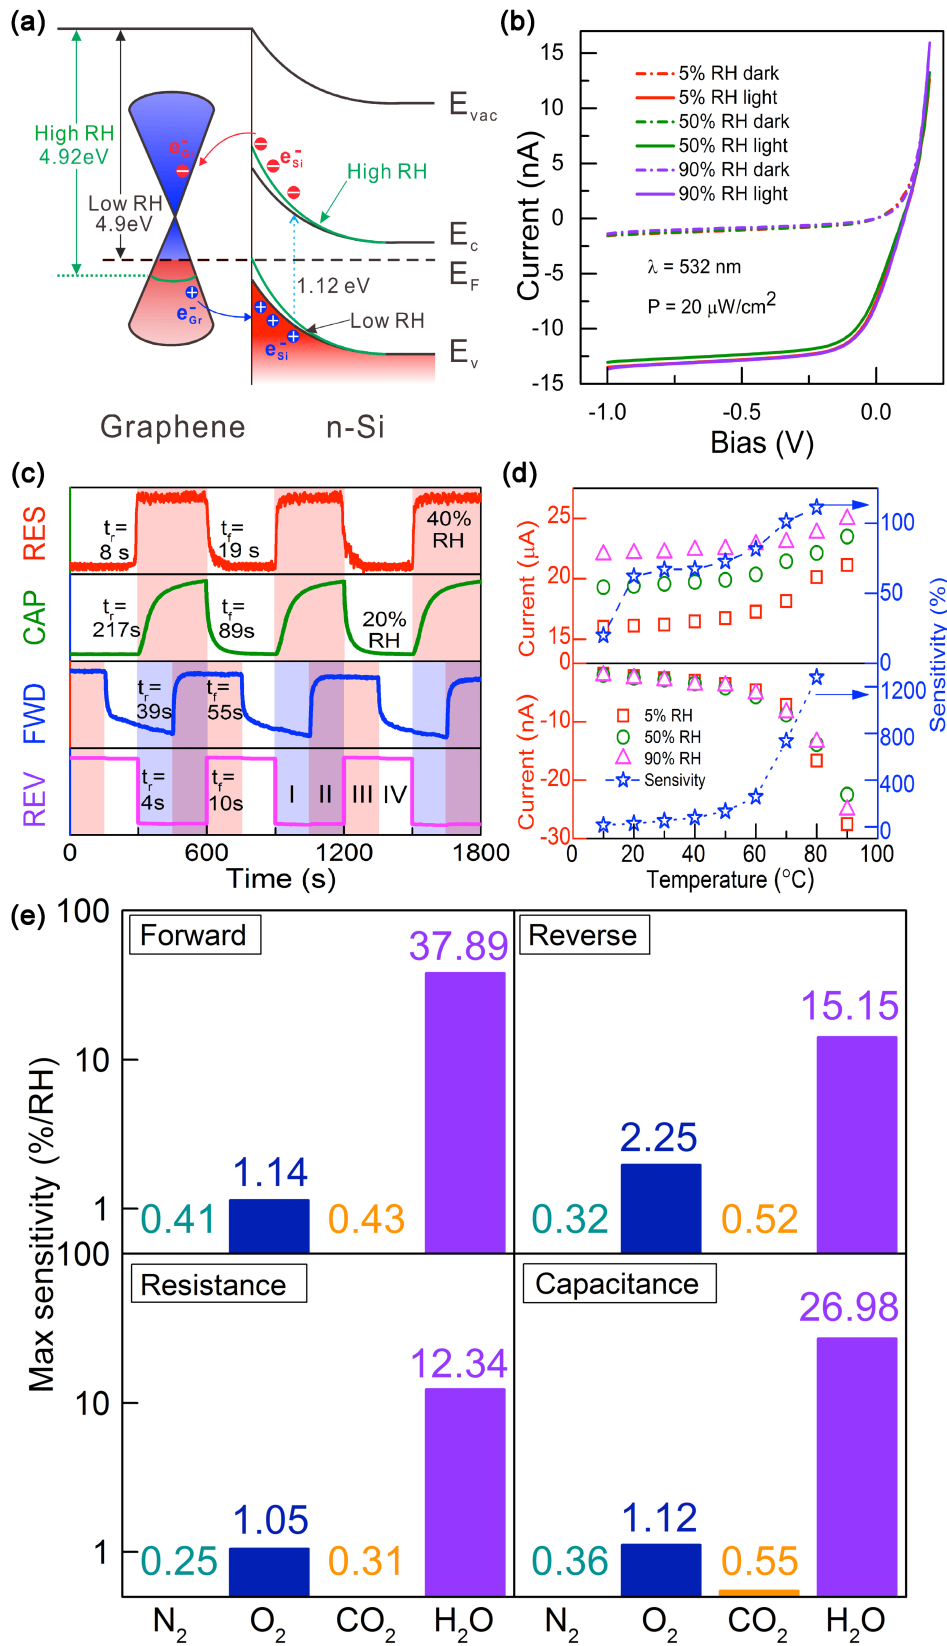 (a)
E_vac
High RH
4.92eV
e⁻_Gr
e⁻_Si
High RH
Low RH
4.9eV
E_c
E_F
1.12 eV
e⁻_Gr
e⁻_Si
Low RH
E_v
Graphene
n-Si
(b)
Current (nA)
15
10
5
0
-5
-10
-15
5% RH dark
5% RH light
50% RH dark
50% RH light
90% RH dark
90% RH light
λ = 532 nm
P = 20 μW/cm²
-1.0
-0.5
0.0
Bias (V)
(c)
RES
t_r=
8 s
t_f=
19 s
40%
RH
CAP
t_r=
217s
t_f=
89s
20%
RH
FWD
t_r=
39s
t_f=
55s
REV
t_r=
4s
t_f=
10s
I
II
III
IV
0
600
1200
1800
Time (s)
(d)
Current (μA)
25
20
15
0
100
50
0
Current (nA)
-10
-20
-30
1200
800
400
0
Sensitivity (%)
5% RH
50% RH
90% RH
Sensivity
0
20
40
60
80
100
Temperature (°C)
(e)
Max sensitivity (%/RH)
100
10
1
Forward
0.41
1.14
0.43
37.89
Reverse
0.32
2.25
0.52
15.15
100
10
1
Resistance
0.25
1.05
0.31
12.34
Capacitance
0.36
1.12
0.55
26.98
N₂
O₂
CO₂
H₂O
N₂
O₂
CO₂
H₂O